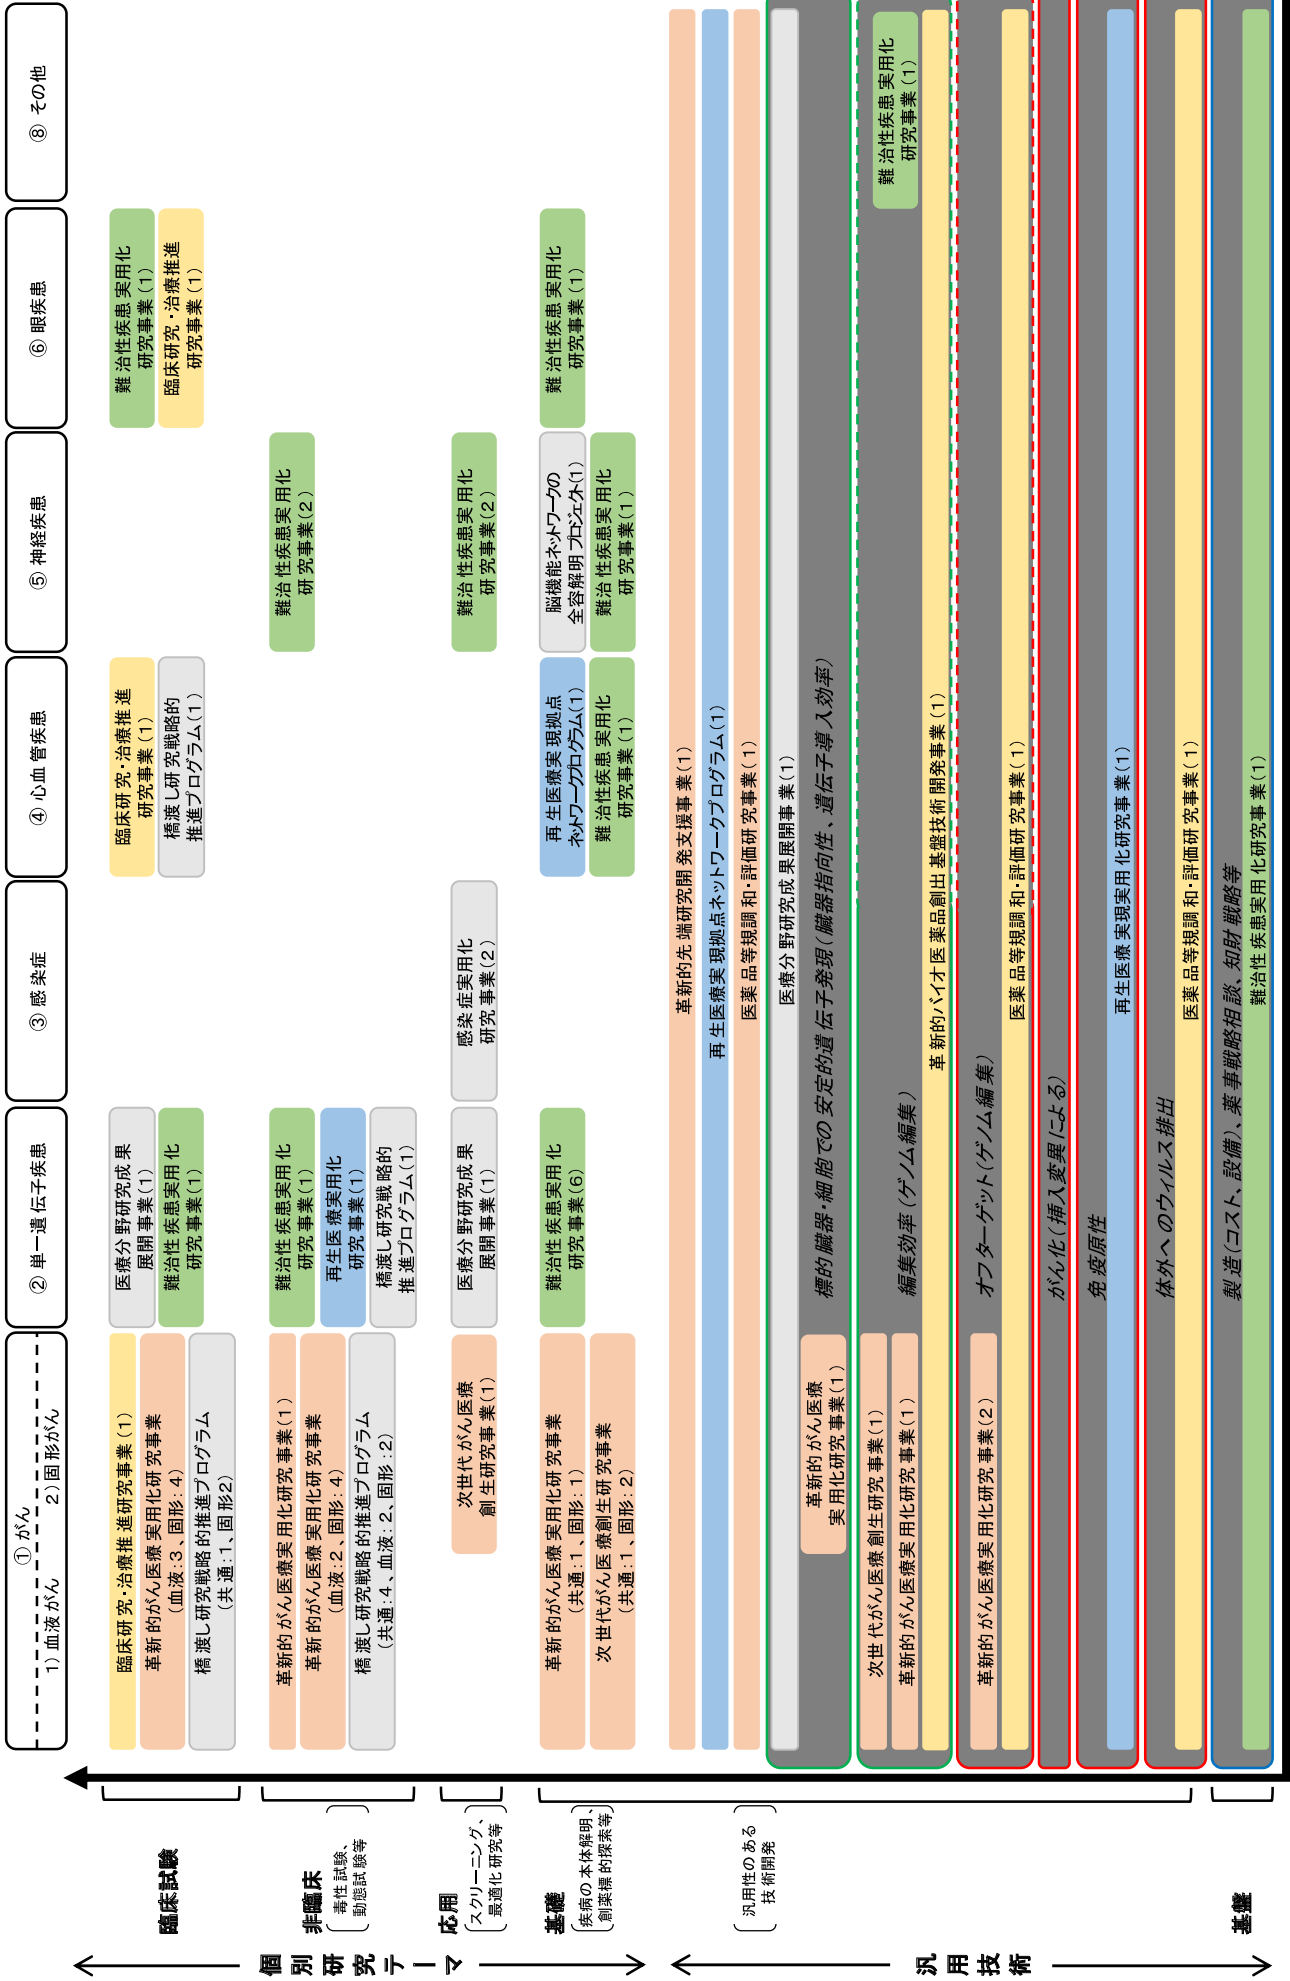 ① がん
1) 血液がん
2) 固形がん
② 単一遺伝子疾患
③ 感染症
④ 心血管疾患
⑤ 神経疾患
⑥ 眼疾患
⑧ その他
個別研究テーマ
臨床試験
臨床研究・治療推進研究事業(1)
革新的がん医療実用化研究事業
(血液:3、固形:4)
橋渡し研究戦略的推進プログラム
(共通:1、固形2)
医療分野研究成果
展開事業(1)
難治性疾患実用化
研究事業(1)
臨床研究・治療推進
研究事業(1)
橋渡し研究戦略的
推進プログラム(1)
難治性疾患実用化
研究事業(1)
臨床研究・治療推進
研究事業(1)
非臨床
毒性試験、
動態試験等
革新的がん医療実用化研究事業(1)
革新的がん医療実用化研究事業
(血液:2、固形:4)
橋渡し研究戦略的推進プログラム
(共通:4、血液:2、固形:2)
難治性疾患実用化
研究事業(1)
再生医療実用化
研究事業(1)
橋渡し研究戦略的
推進プログラム(1)
難治性疾患実用化
研究事業(2)
応用
スクリーニング、
最適化研究等
次世代がん医療
創生研究事業(1)
医療分野研究成果
展開事業(1)
感染症実用化
研究事業(2)
難治性疾患実用化
研究事業(2)
基礎
疾病の本体解明、
創薬標的探索等
革新的がん医療実用化研究事業
(共通:1、固形:1)
次世代がん医療創生研究事業
(共通:1、固形:2)
難治性疾患実用化
研究事業(6)
再生医療実現拠点
ネットワークプログラム(1)
難治性疾患実用化
研究事業(1)
脳機能ネットワークの
全容解明プロジェクト(1)
難治性疾患実用化
研究事業(1)
難治性疾患実用化
研究事業(1)
汎用技術
汎用性のある
技術開発
革新的先端研究開発支援事業(1)
再生医療実現拠点ネットワークプログラム(1)
医薬品等規調和・評価研究事業(1)
医療分野研究成果展開事業(1)
標的臓器・細胞での安定的遺伝子発現(臓器指向性、遺伝子導入効率)
革新的がん医療
実用化研究事業(1)
次世代がん医療創生研究事業(1)
編集効率(ゲノム編集)
革新的がん医療実用化研究事業(1)
難治性疾患実用化
研究事業(1)
革新的バイオ医薬品創出基盤技術開発事業(1)
オフターゲット(ゲノム編集)
革新的がん医療実用化研究事業(2)
医薬品等規調和・評価研究事業(1)
がん化(挿入変異による)
免疫原性
再生医療実現実用化研究事業(1)
体外へのウィルス排出
医薬品等規調和・評価研究事業(1)
基盤
製造(コスト、設備)、薬事戦略相談、知財戦略等
難治性疾患実用化研究事業(1)